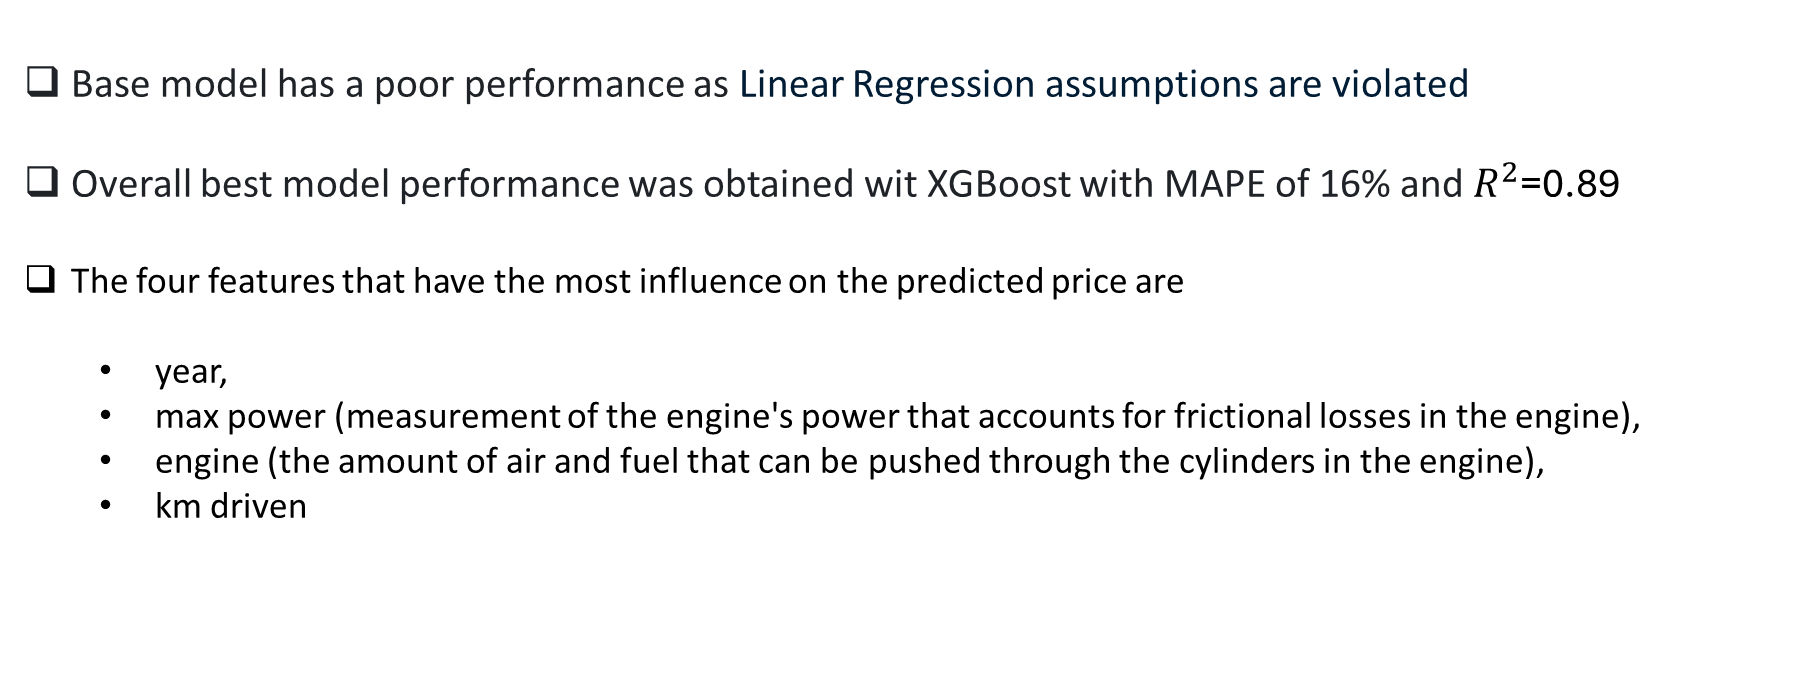 ❑ Base model has a poor performance as Linear Regression assumptions are violated
❑ Overall best model performance was obtained wit XGBoost with MAPE of 16% and R²=0.89
❑ The four features that have the most influence on the predicted price are
• year,
• max power (measurement of the engine's power that accounts for frictional losses in the engine),
• engine (the amount of air and fuel that can be pushed through the cylinders in the engine),
• km driven